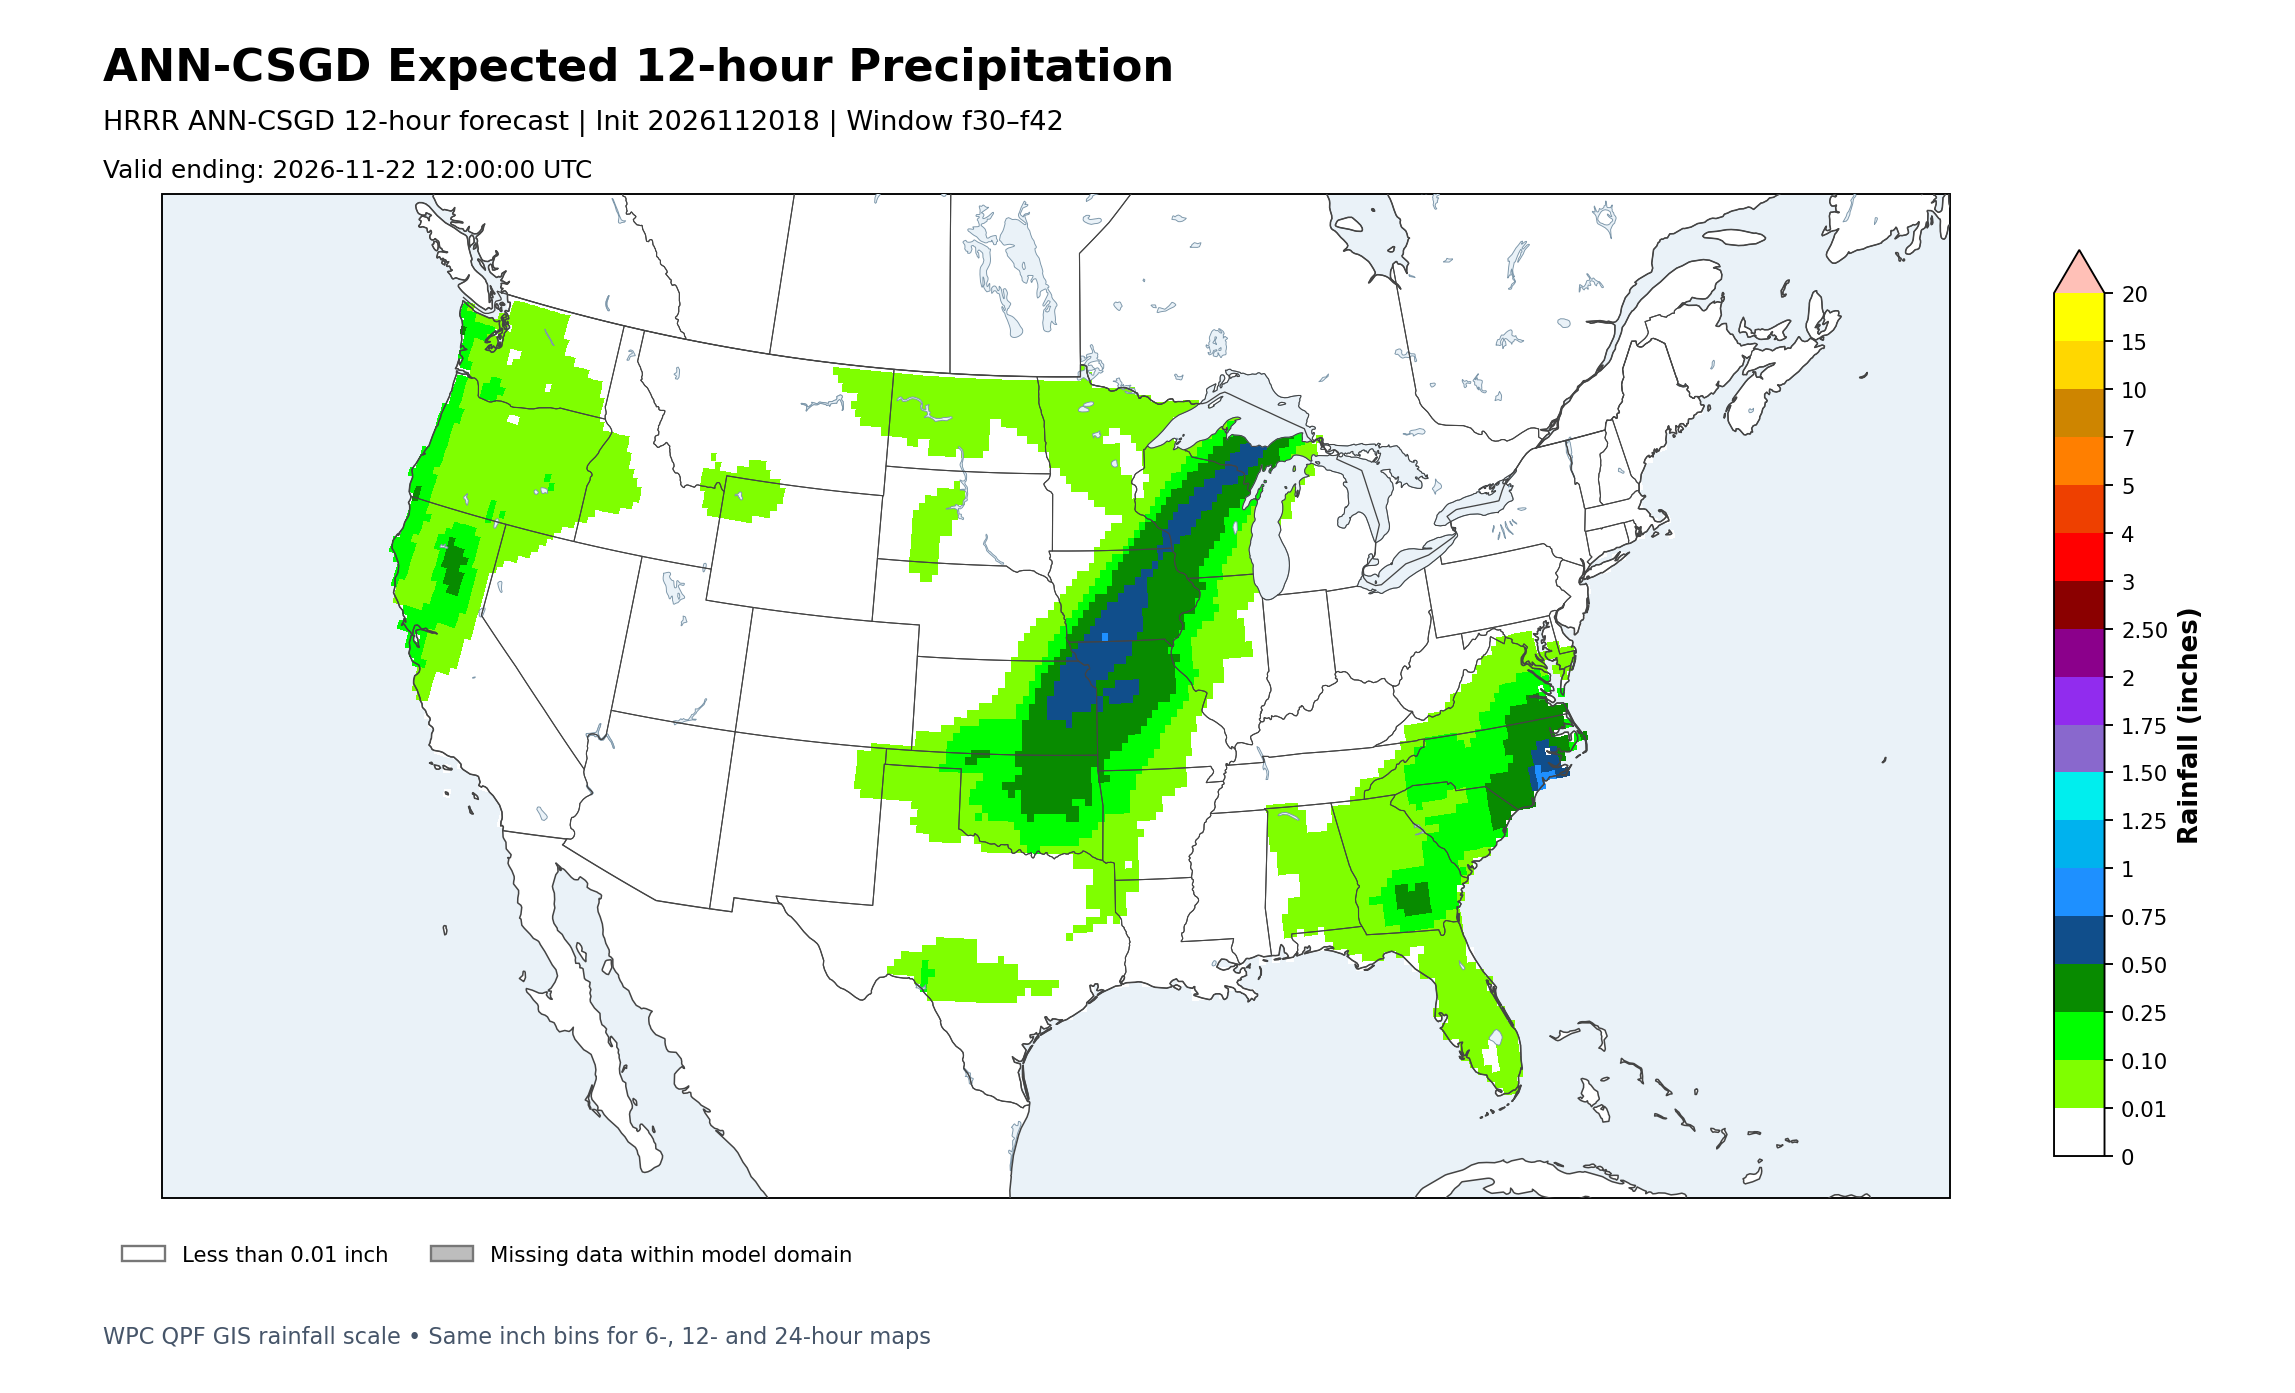 ANN-CSGD Expected 12-hour Precipitation
HRRR ANN-CSGD 12-hour forecast | Init 2026112018 | Window f30–f42
Valid ending: 2026-11-22 12:00:00 UTC
20
15
10
7
5
4
3
2.50
2
1.75
1.50
1.25
1
0.75
0.50
0.25
0.10
0.01
0
Rainfall (inches)
Less than 0.01 inch
Missing data within model domain
WPC QPF GIS rainfall scale • Same inch bins for 6-, 12- and 24-hour maps